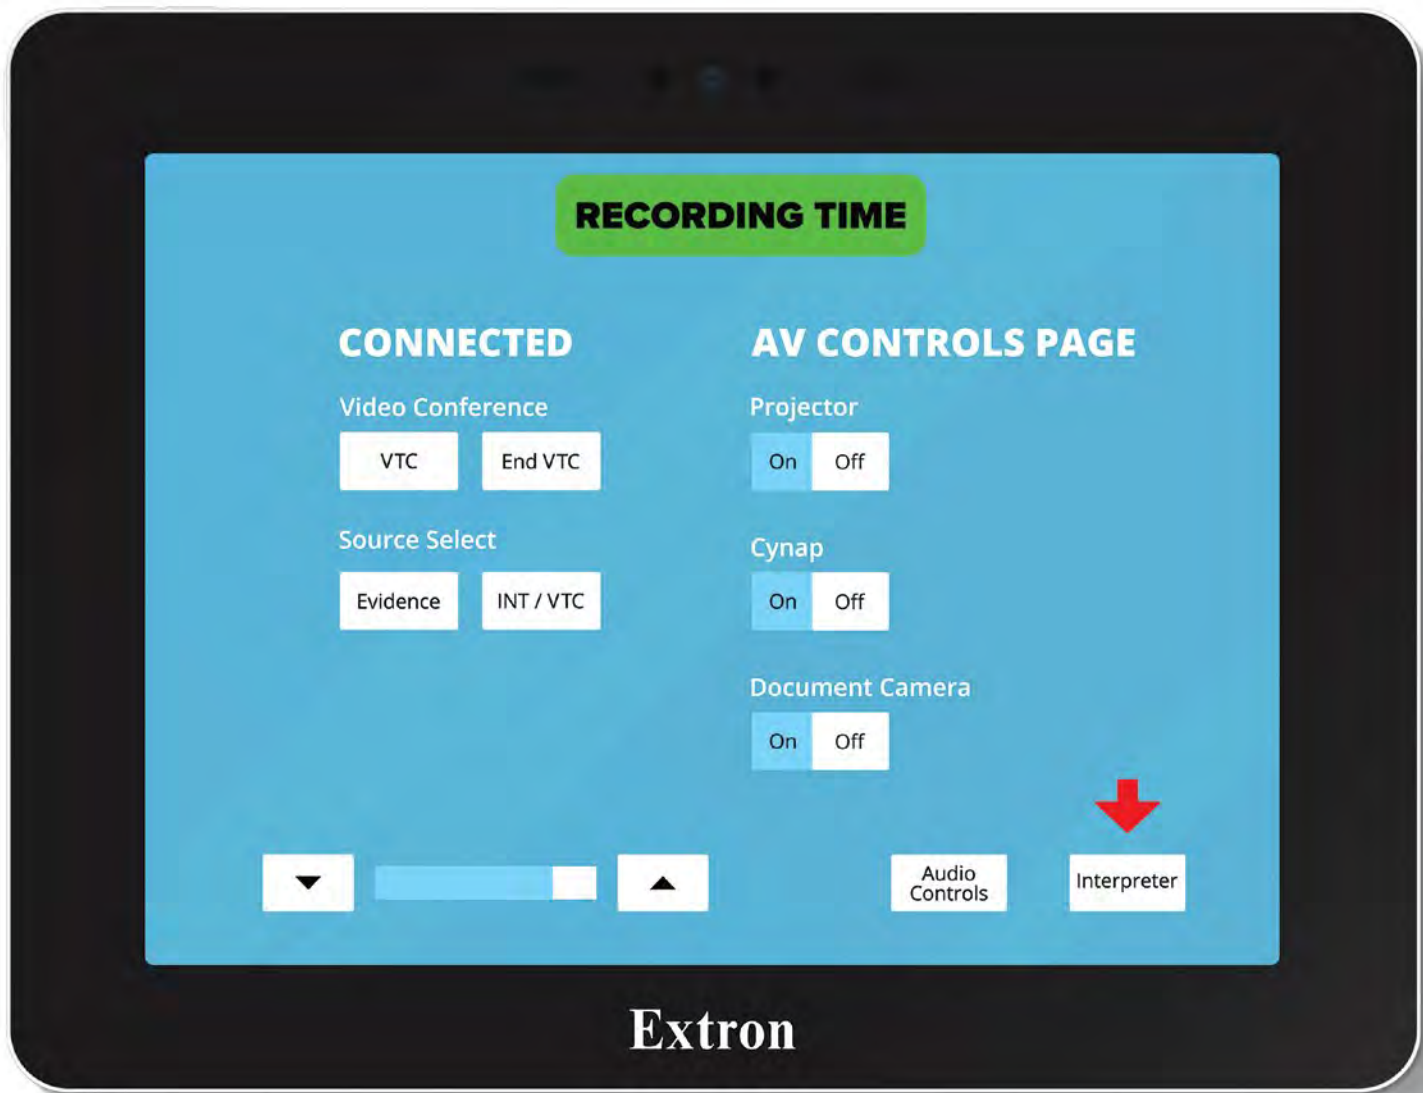 RECORDING TIME
CONNECTED
Video Conference
VTC
End VTC
Source Select
Evidence
INT / VTC
AV CONTROLS PAGE
Projector
On
Off
Cynap
On
Off
Document Camera
On
Off
Audio
Controls
Interpreter
Extron